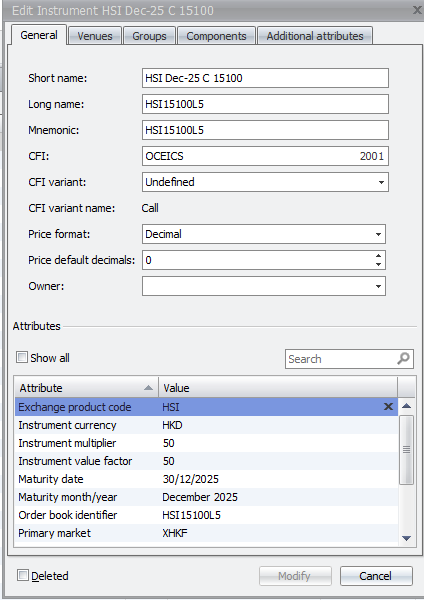 Edit Instrument HSI Dec-25 C 15100
General Venues Groups Components Additional attributes
Short name: HSI Dec-25 C 15100
Long name: HSI15100L5
Mnemonic: HSI15100L5
CFI: OCEICS 2001
CFI variant: Undefined
CFI variant name: Call
Price format: Decimal
Price default decimals: 0
Owner:
Attributes
Show all Search
Attribute Value
Exchange product code HSI
Instrument currency HKD
Instrument multiplier 50
Instrument value factor 50
Maturity date 30/12/2025
Maturity month/year December 2025
Order book identifier HSI15100L5
Primary market XHKF
Deleted Modify Cancel